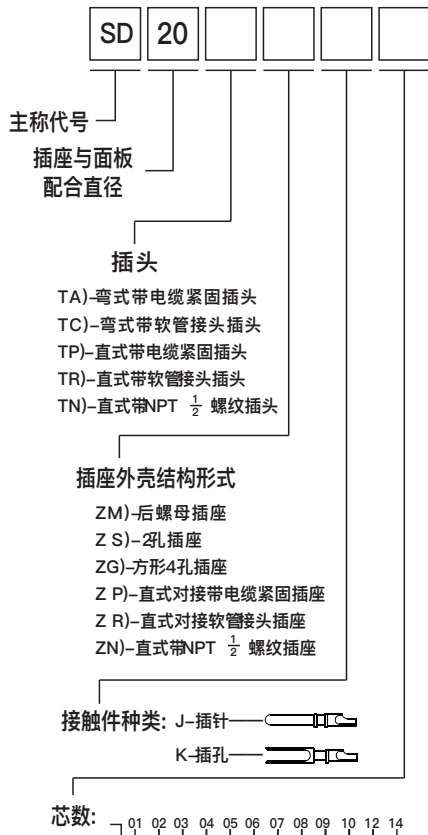 SD 20
主称代号
插座与面板
配合直径
插头
TA)–弯式带电缆紧固插头
TC)–弯式带软管接头插头
TP)–直式带电缆紧固插头
TR)–直式带软管接头插头
TN)–直式带NPT 1/2 螺纹插头
插座外壳结构形式
ZM)–后螺母插座
Z S)–2孔插座
ZG)–方形4孔插座
Z P)–直式对接带电缆紧固插座
Z R)–直式对接软管接头插座
ZN)–直式带NPT 1/2 螺纹插座
接触件种类: J–插针
K–插孔
芯数: 01 02 03 04 05 06 07 08 09 10 12 14